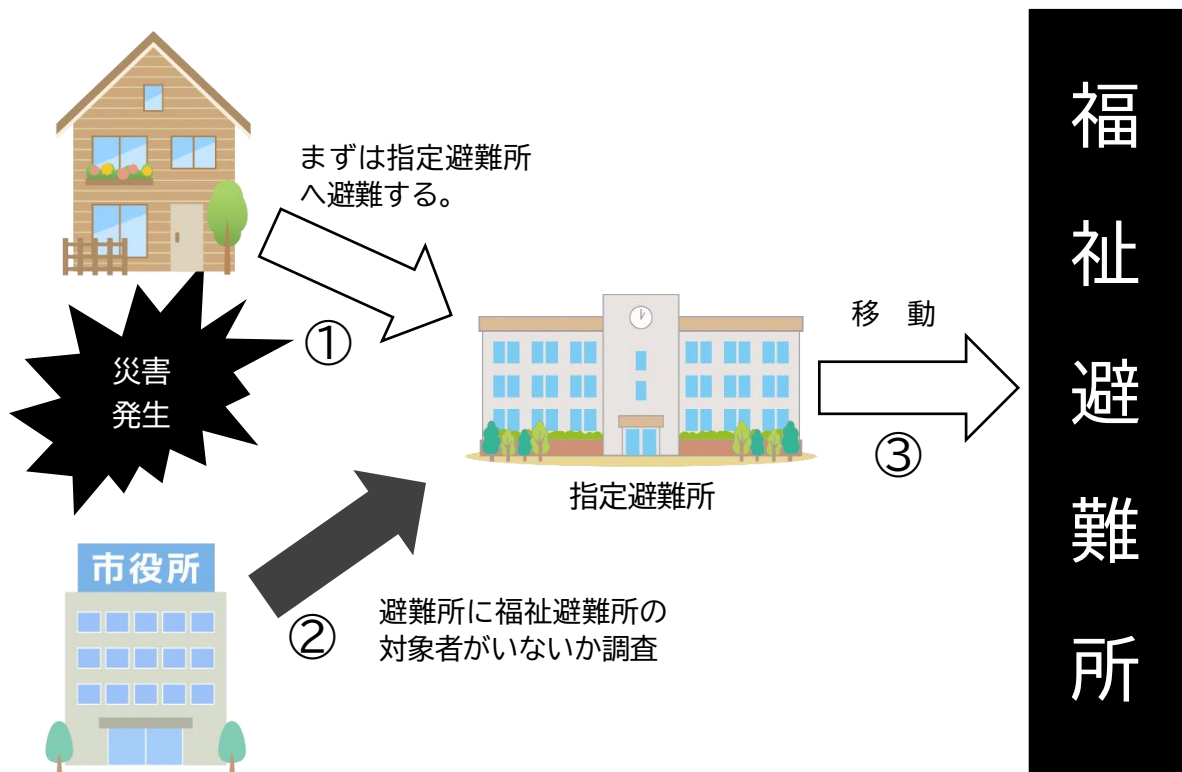 まずは指定避難所
へ避難する。
①
災害
発生
指定避難所
移　動
③
市役所
②
避難所に福祉避難所の
対象者がいないか調査
福祉避難所